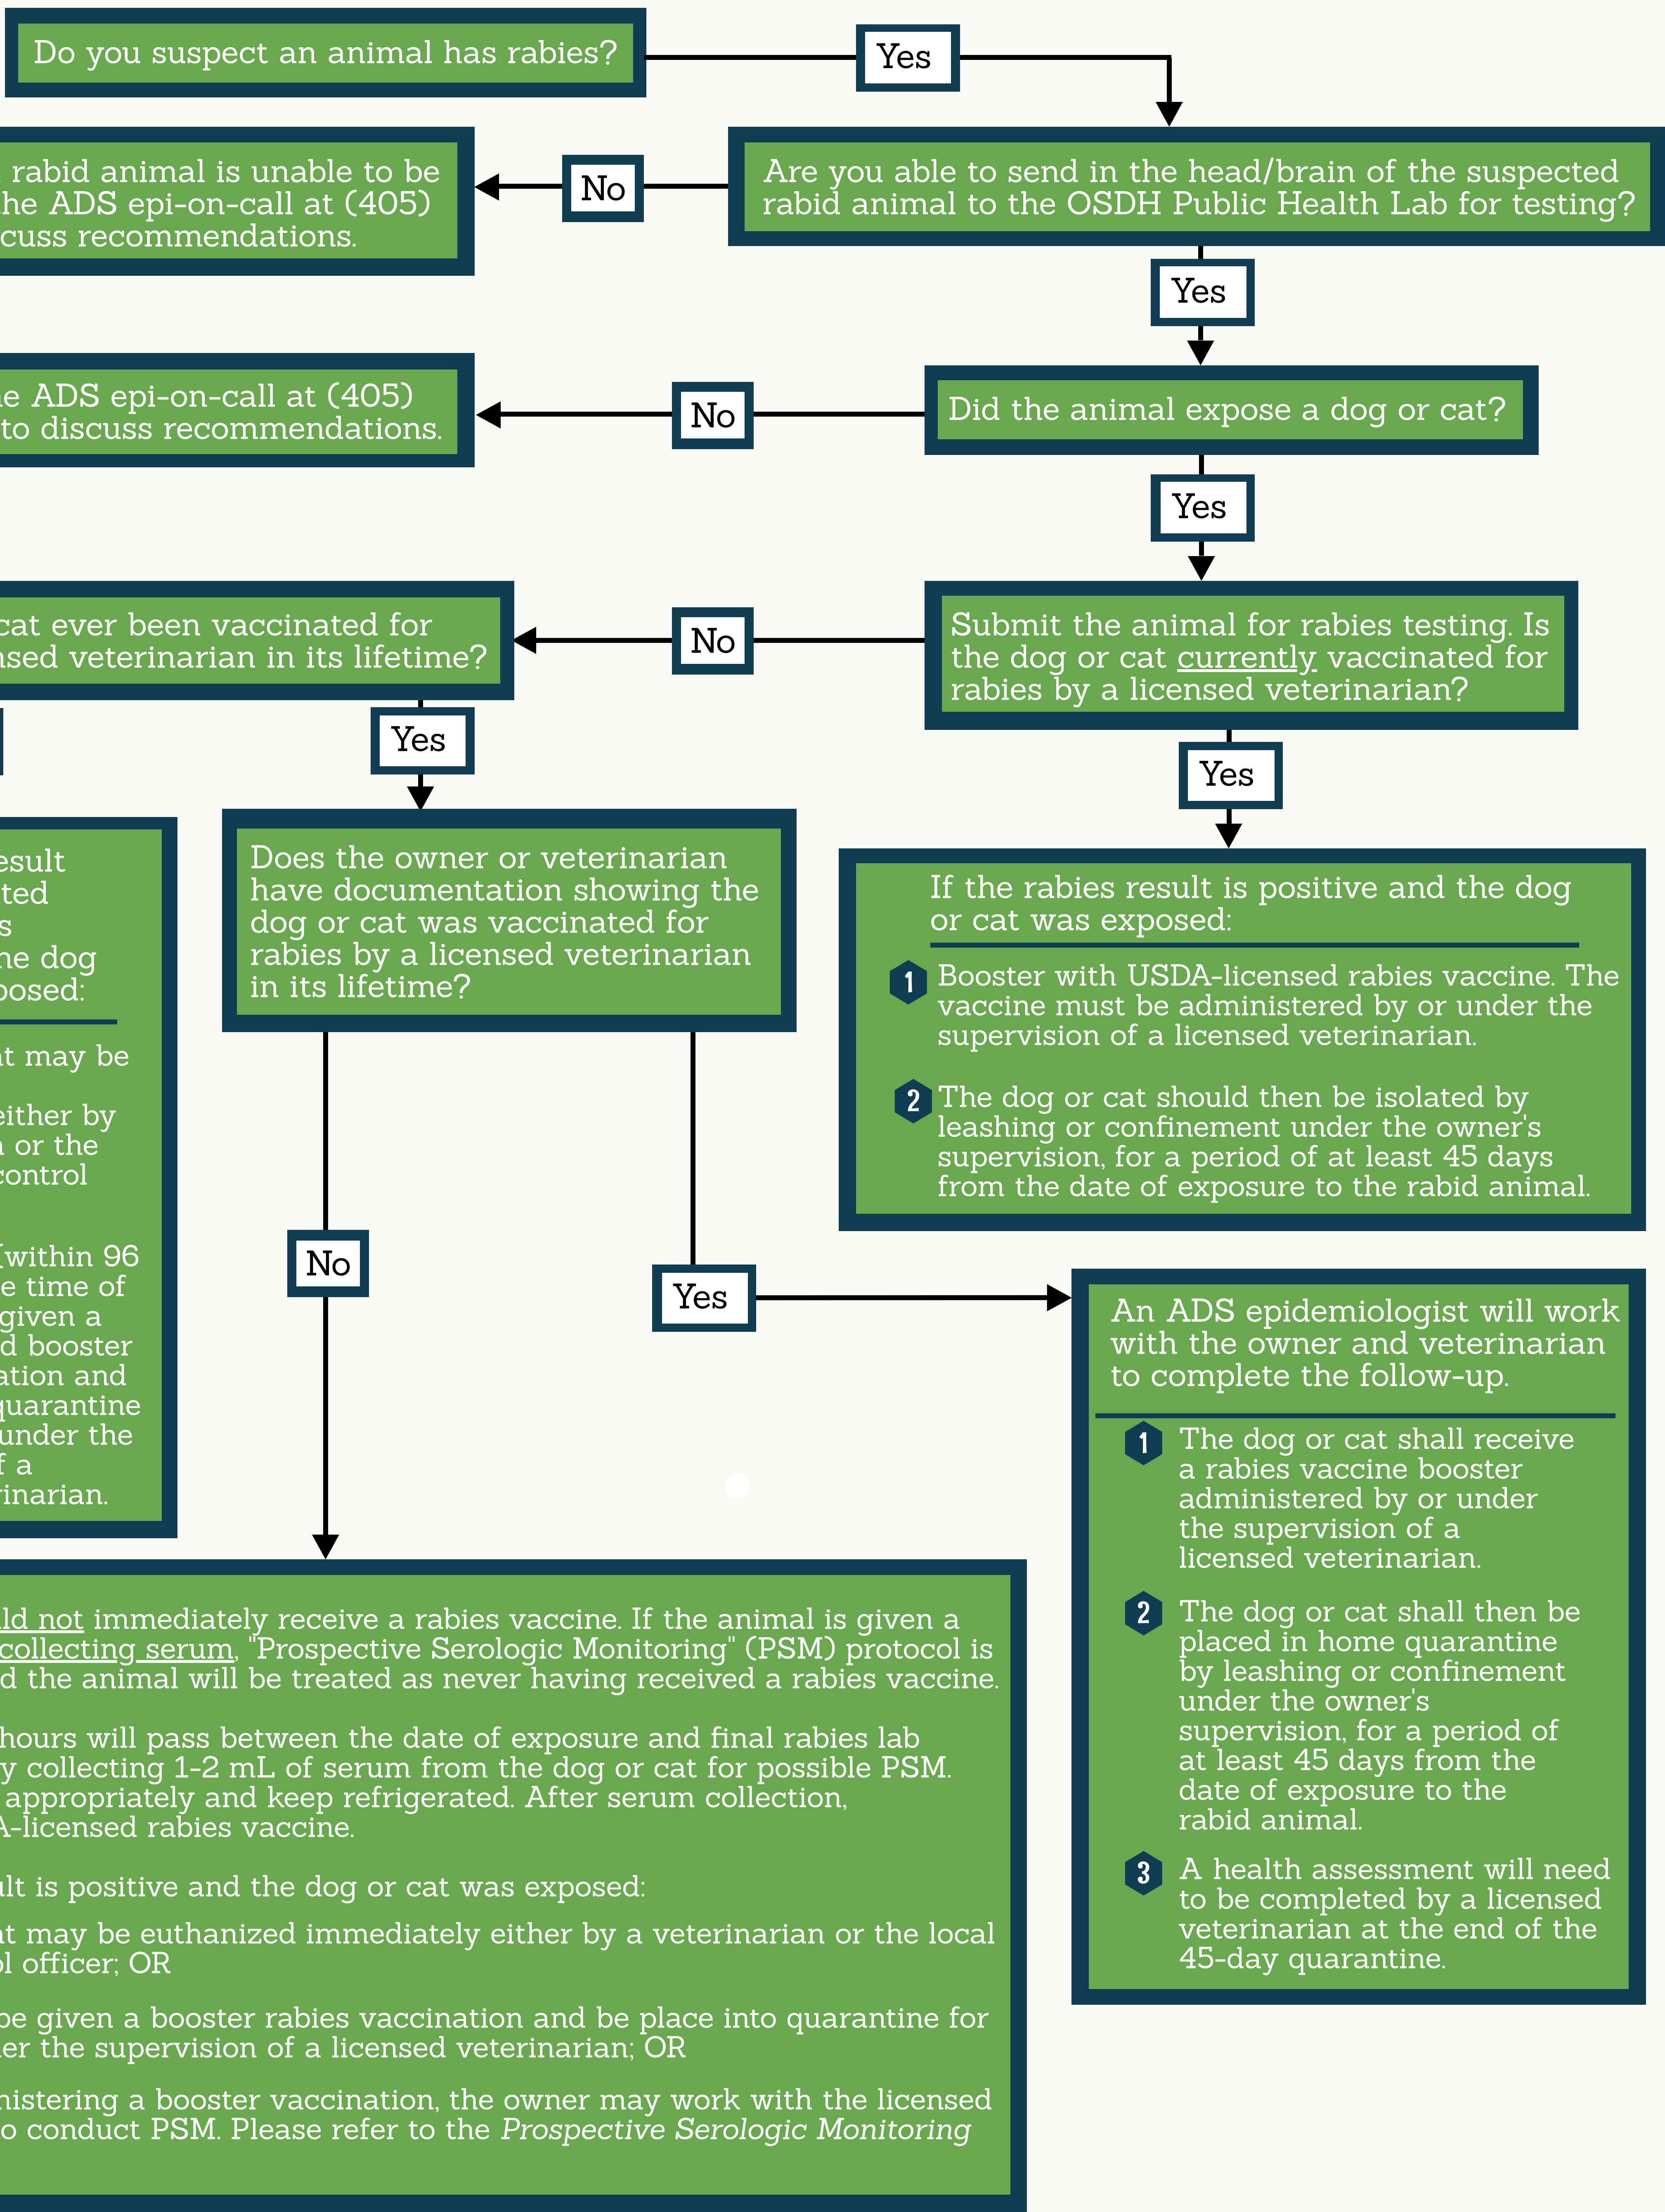 Do you suspect an animal has rabies?
Yes
Are you able to send in the head/brain of the suspected
rabid animal to the OSDH Public Health Lab for testing?
No
rabid animal is unable to be
the ADS epi-on-call at (405)
cuss recommendations.
Yes
Did the animal expose a dog or cat?
No
e ADS epi-on-call at (405)
to discuss recommendations.
Yes
Submit the animal for rabies testing. Is
the dog or cat currently vaccinated for
rabies by a licensed veterinarian?
No
cat ever been vaccinated for
nsed veterinarian in its lifetime?
Yes
Yes
Does the owner or veterinarian
have documentation showing the
dog or cat was vaccinated for
rabies by a licensed veterinarian
in its lifetime?
If the rabies result is positive and the dog
or cat was exposed:
1 Booster with USDA-licensed rabies vaccine. The
vaccine must be administered by or under the
supervision of a licensed veterinarian.
2 The dog or cat should then be isolated by
leashing or confinement under the owner's
supervision, for a period of at least 45 days
from the date of exposure to the rabid animal.
esult
ted
s
he dog
posed:
at may be
either by
n or the
control
(within 96
e time of
given a
d booster
ation and
quarantine
under the
f a
inarian.
No
Yes
An ADS epidemiologist will work
with the owner and veterinarian
to complete the follow-up.
1 The dog or cat shall receive
a rabies vaccine booster
administered by or under
the supervision of a
licensed veterinarian.
2 The dog or cat shall then be
placed in home quarantine
by leashing or confinement
under the owner's
supervision, for a period of
at least 45 days from the
date of exposure to the
rabid animal.
3 A health assessment will need
to be completed by a licensed
veterinarian at the end of the
45-day quarantine.
ld not immediately receive a rabies vaccine. If the animal is given a
collecting serum, "Prospective Serologic Monitoring" (PSM) protocol is
d the animal will be treated as never having received a rabies vaccine.
hours will pass between the date of exposure and final rabies lab
y collecting 1-2 mL of serum from the dog or cat for possible PSM.
appropriately and keep refrigerated. After serum collection,
A-licensed rabies vaccine.
ult is positive and the dog or cat was exposed:
at may be euthanized immediately either by a veterinarian or the local
ol officer; OR
be given a booster rabies vaccination and be place into quarantine for
er the supervision of a licensed veterinarian; OR
nistering a booster vaccination, the owner may work with the licensed
o conduct PSM. Please refer to the Prospective Serologic Monitoring